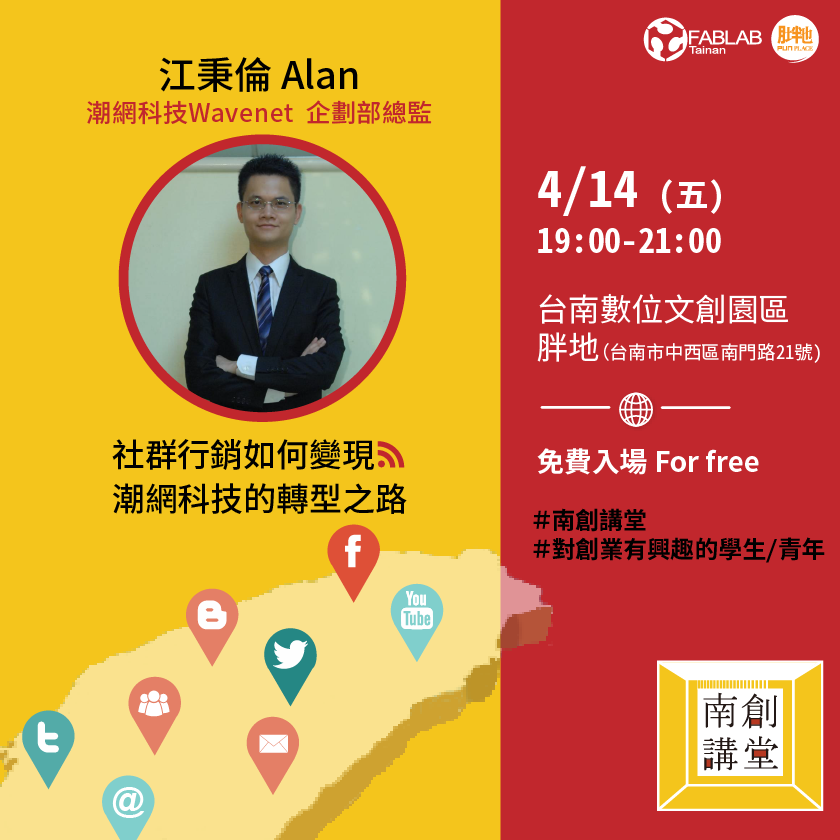 江秉倫 Alan
潮網科技Wavenet 企劃部總監
社群行銷如何變現
潮網科技的轉型之路
f
You
Tube
B
t
@
FABLAB
Tainan
胖地
FUN PLACE
4/14（五）
19:00-21:00
台南數位文創園區
胖地(台南市中西區南門路21號)
免費入場 For free
#南創講堂
#對創業有興趣的學生/青年
南創
講堂